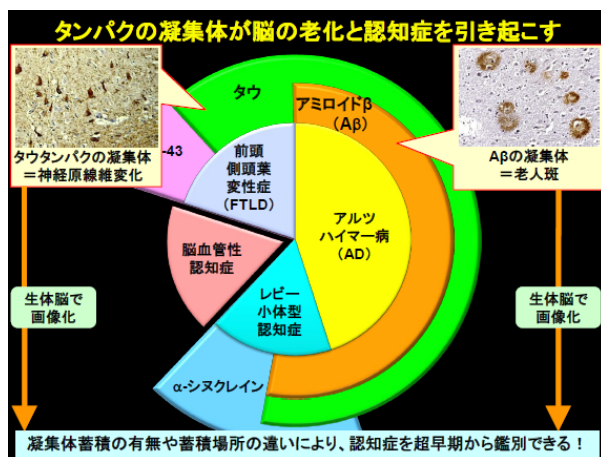 タンパクの凝集体が脳の老化と認知症を引き起こす
タウ
アミロイドβ
(Aβ)
タウタンパクの凝集体
＝神経原線維変化
-43
前頭
側頭葉
変性症
(FTLD)
Aβの凝集体
＝老人斑
アルツ
ハイマー病
(AD)
脳血管性
認知症
レビー
小体型
認知症
生体脳で
画像化
生体脳で
画像化
α-シヌクレイン
凝集体蓄積の有無や蓄積場所の違いにより、認知症を超早期から鑑別できる！